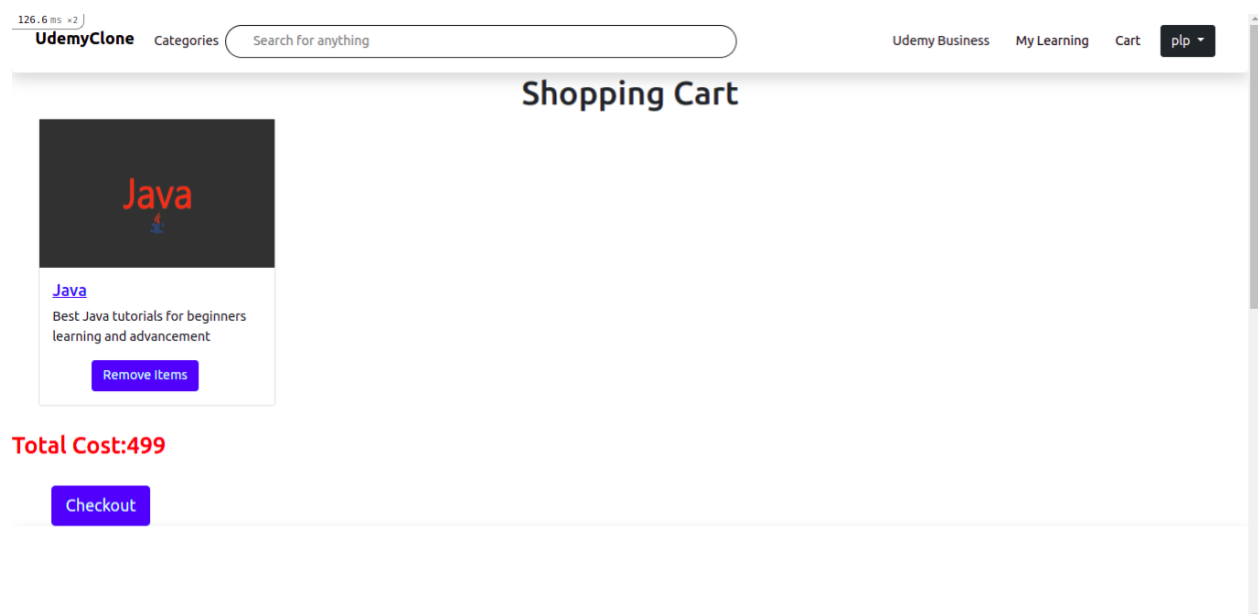 126.6 ms ×2
UdemyClone Categories Search for anything Udemy Business My Learning Cart plp
Shopping Cart
Java
Java
Best Java tutorials for beginners
learning and advancement
Remove Items
Total Cost:499
Checkout